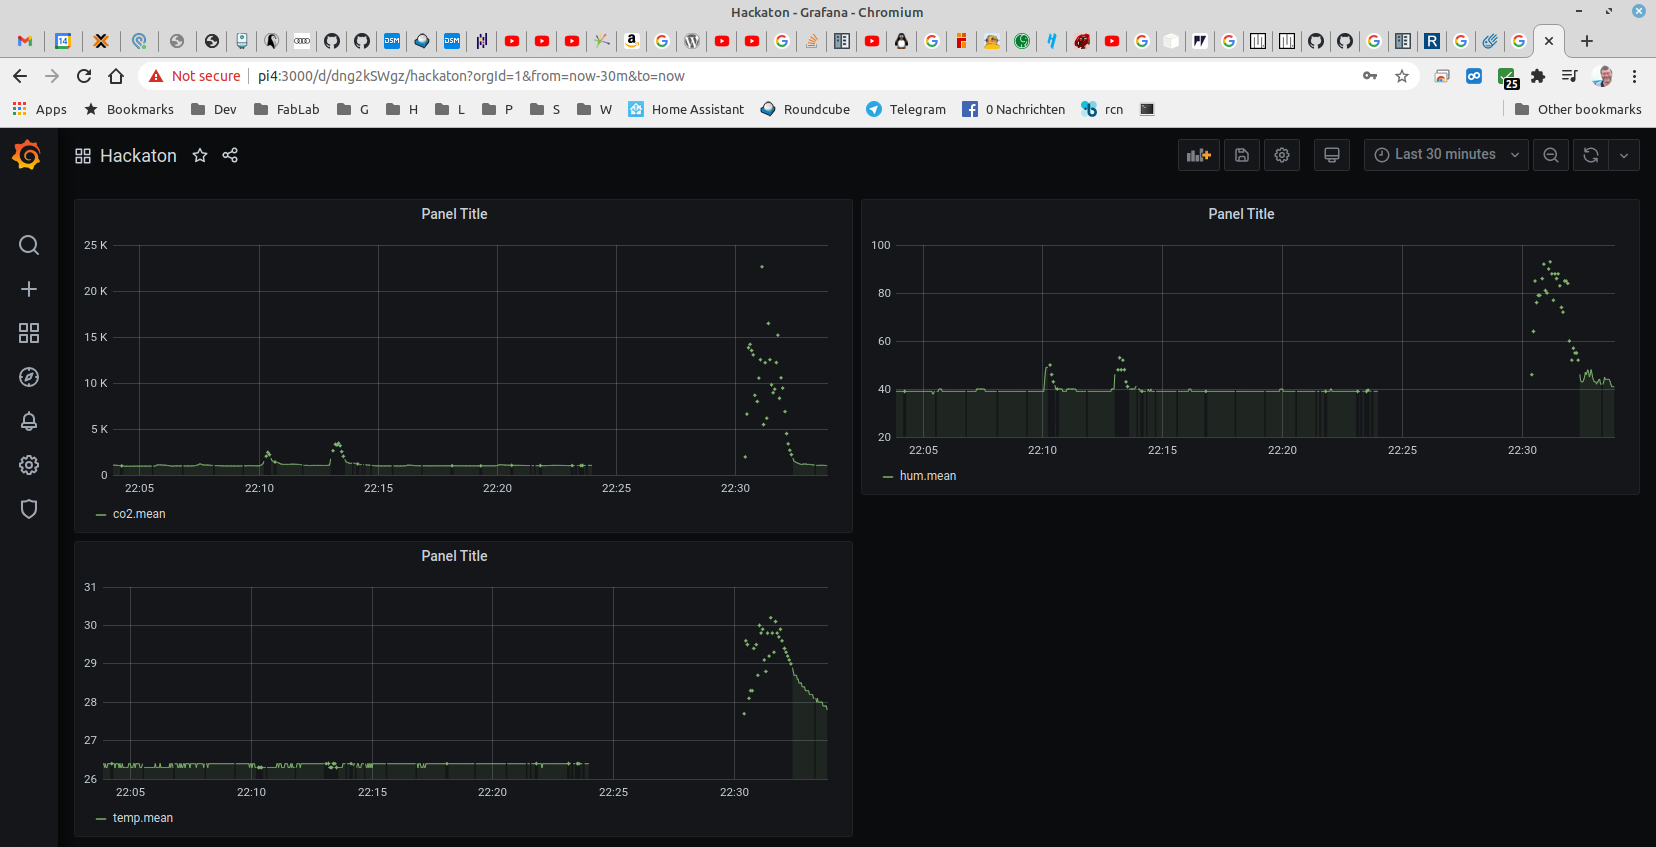 Hackaton - Grafana - Chromium
14
DSM
DSM
a
R
Not secure
pi4:3000/d/dng2kSWgz/hackaton?orgId=1&from=now-30m&to=now
25
Apps
Bookmarks
Dev
FabLab
G
H
L
P
S
W
Home Assistant
Roundcube
Telegram
0 Nachrichten
rcn
Other bookmarks
Hackaton
Last 30 minutes
Panel Title
25 K
20 K
15 K
10 K
5 K
0
22:05 22:10 22:15 22:20 22:25 22:30
co2.mean
Panel Title
100
80
60
40
20
22:05 22:10 22:15 22:20 22:25 22:30
hum.mean
Panel Title
31
30
29
28
27
26
22:05 22:10 22:15 22:20 22:25 22:30
temp.mean